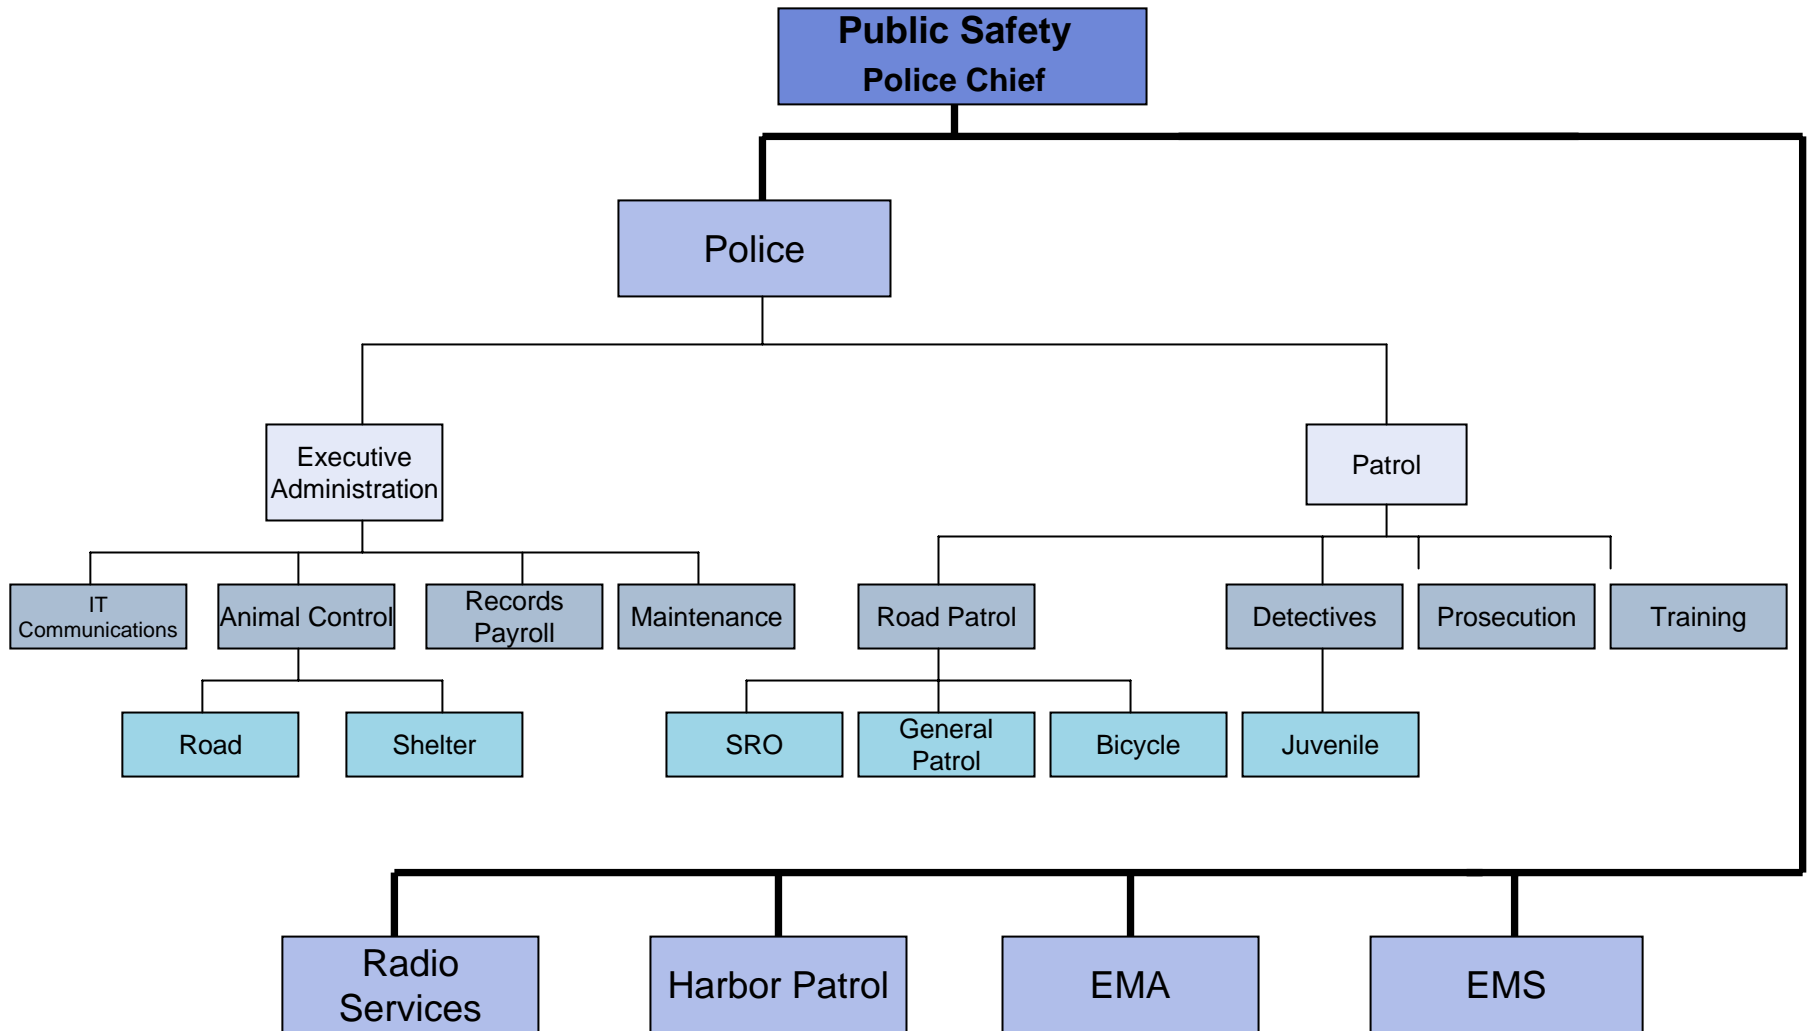 Public Safety
Police Chief
Police
Executive
Administration
Patrol
IT
Communications
Animal Control
Records
Payroll
Maintenance
Road Patrol
Detectives
Prosecution
Training
Road
Shelter
SRO
General
Patrol
Bicycle
Juvenile
Radio
Services
Harbor Patrol
EMA
EMS